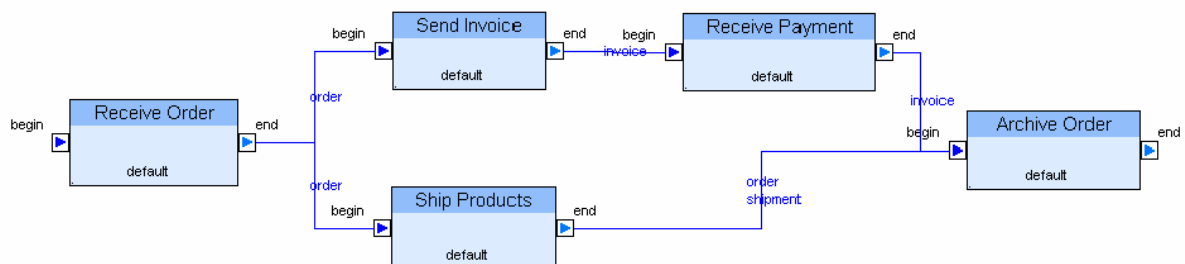 Send Invoice
begin
end
default
Receive Payment
begin
end
invoice
default
order
invoice
Receive Order
begin
end
default
Archive Order
begin
end
default
order
Ship Products
begin
end
default
order
shipment